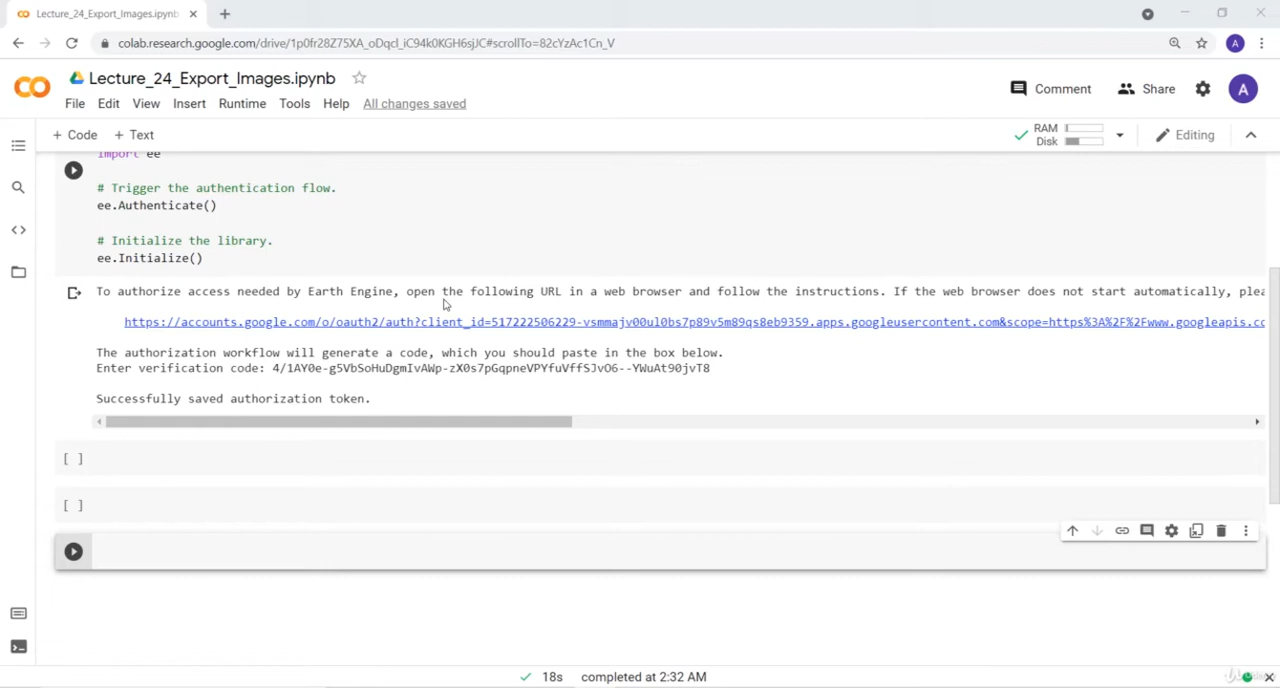 Lecture_24_Export_Images.ipynb
colab.research.google.com/drive/1p0fr28Z75XA_oDqcl_iC94k0KGH6sjJC#scrollTo=82cYzAc1Cn_V
A
Lecture_24_Export_Images.ipynb
Comment
Share
A
File Edit View Insert Runtime Tools Help All changes saved
+ Code + Text
RAM
Disk
Editing
import ee
# Trigger the authentication flow.
ee.Authenticate()
# Initialize the library.
ee.Initialize()
To authorize access needed by Earth Engine, open the following URL in a web browser and follow the instructions. If the web browser does not start automatically, plea
https://accounts.google.com/o/oauth2/auth?client_id=517222506229-vsmmajv00ul0bs7p89v5m89qs8eb9359.apps.googleusercontent.com&scope=https%3A%2F%2Fwww.googleapis.co
The authorization workflow will generate a code, which you should paste in the box below.
Enter verification code: 4/1AY0e-g5VbSoHuDgmIvAWp-zX0s7pGqpneVPYfuVffSJvO6--YWuAt90jvT8
Successfully saved authorization token.
[ ]
[ ]
18s completed at 2:32 AM